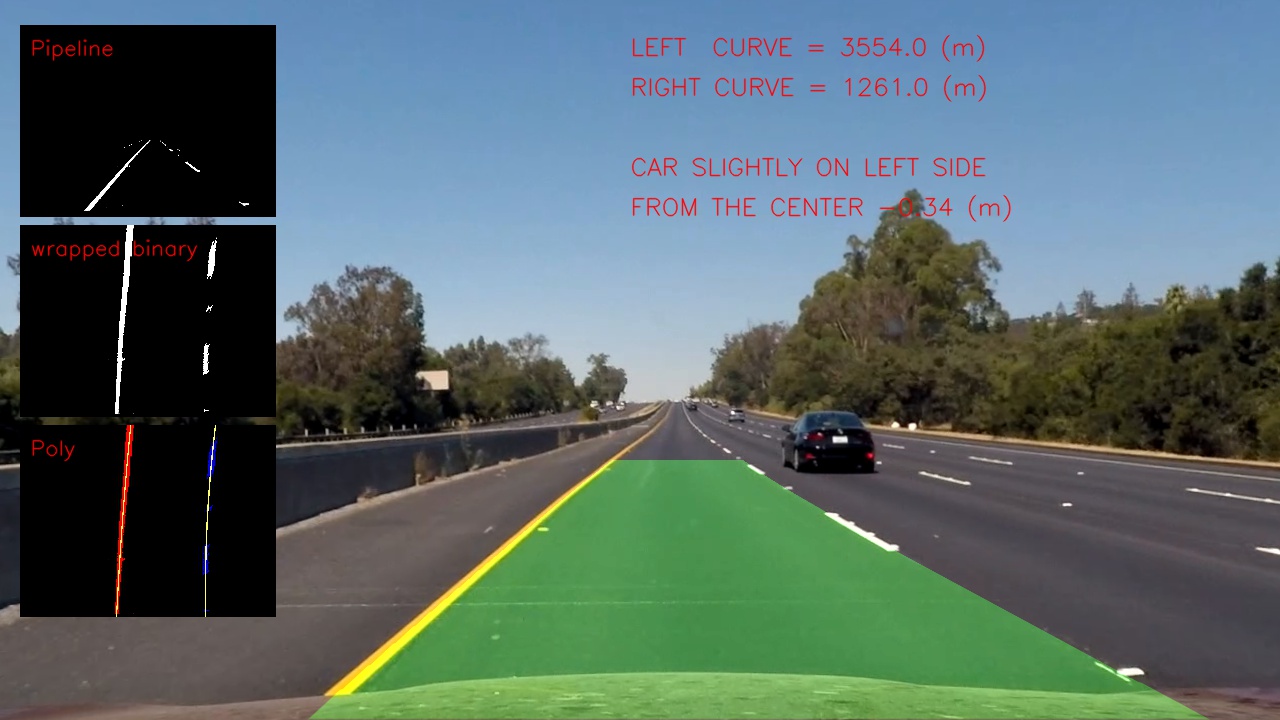 Pipeline
wrapped binary
Poly
LEFT CURVE = 3554.0 (m)
RIGHT CURVE = 1261.0 (m)
CAR SLIGHTLY ON LEFT SIDE
FROM THE CENTER -0.34 (m)